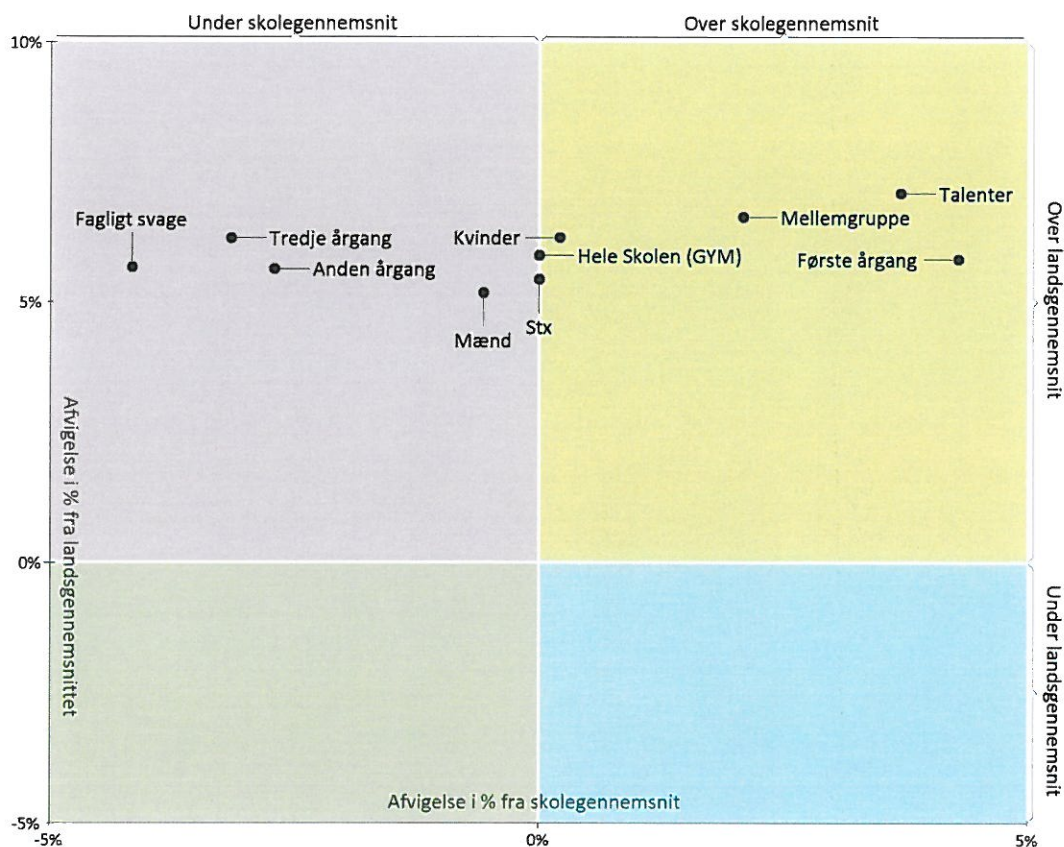 Under skolegennemsnit
Over skolegennemsnit
10%
Talenter
Fagligt svage
Mellemgruppe
Tredje årgang
Kvinder
Hele Skolen (GYM)
Anden årgang
Første årgang
5%
Stx
Mænd
Over landsgennemsnit
Afvigelse i % fra landsgennemsnittet
0%
Under landsgennemsnit
Afvigelse i % fra skolegennemsnit
-5%
-5%
0%
5%